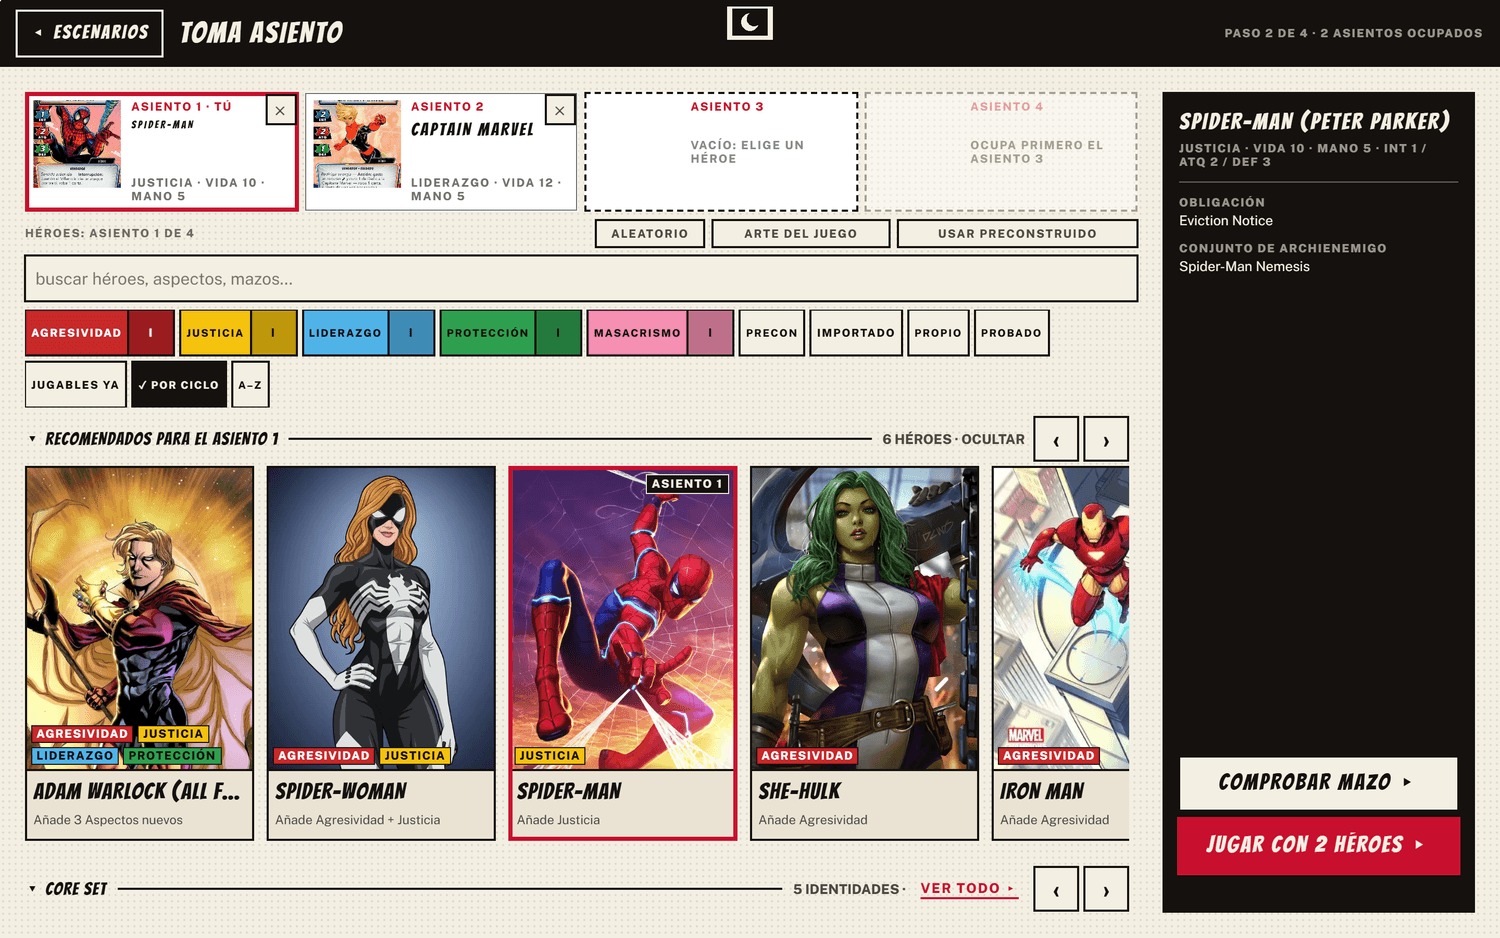 ◂ ESCENARIOS
TOMA ASIENTO
PASO 2 DE 4 · 2 ASIENTOS OCUPADOS
ASIENTO 1 · TÚ
SPIDER-MAN
JUSTICIA · VIDA 10 ·
MANO 5
×
ASIENTO 2
CAPTAIN MARVEL
LIDERAZGO · VIDA 12 ·
MANO 5
×
ASIENTO 3
VACÍO: ELIGE UN
HÉROE
ASIENTO 4
OCUPA PRIMERO EL
ASIENTO 3
HÉROES: ASIENTO 1 DE 4
ALEATORIO
ARTE DEL JUEGO
USAR PRECONSTRUIDO
buscar héroes, aspectos, mazos...
AGRESIVIDAD I
JUSTICIA I
LIDERAZGO I
PROTECCIÓN I
MASACRISMO I
PRECON
IMPORTADO
PROPIO
PROBADO
JUGABLES YA
✓ POR CICLO
A–Z
▾ RECOMENDADOS PARA EL ASIENTO 1
6 HÉROES · OCULTAR
‹ ›
AGRESIVIDAD JUSTICIA
LIDERAZGO PROTECCIÓN
ADAM WARLOCK (ALL F...
Añade 3 Aspectos nuevos
AGRESIVIDAD JUSTICIA
SPIDER-WOMAN
Añade Agresividad + Justicia
ASIENTO 1
JUSTICIA
SPIDER-MAN
Añade Justicia
AGRESIVIDAD
SHE-HULK
Añade Agresividad
MARVEL
AGRESIVIDAD
IRON MAN
Añade Agresividad
▾ CORE SET
5 IDENTIDADES ·
VER TODO ▸
‹ ›
SPIDER-MAN (PETER PARKER)
JUSTICIA · VIDA 10 · MANO 5 · INT 1 /
ATQ 2 / DEF 3
OBLIGACIÓN
Eviction Notice
CONJUNTO DE ARCHIENEMIGO
Spider-Man Nemesis
COMPROBAR MAZO ▸
JUGAR CON 2 HÉROES ▸